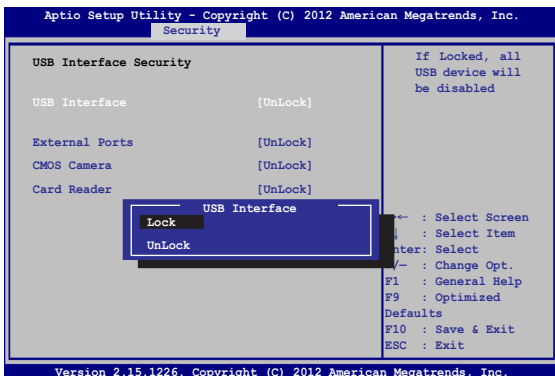 Aptio Setup Utility - Copyright (C) 2012 American Megatrends, Inc.
Security
USB Interface Security
USB Interface [UnLock]
External Ports [UnLock]
CMOS Camera [UnLock]
Card Reader [UnLock]
USB Interface
Lock
UnLock
If Locked, all
USB device will
be disabled
← : Select Screen
: Select Item
nter: Select
/— : Change Opt.
F1 : General Help
F9 : Optimized
Defaults
F10 : Save & Exit
ESC : Exit
Version 2.15.1226. Copyright (C) 2012 American Megatrends, Inc.